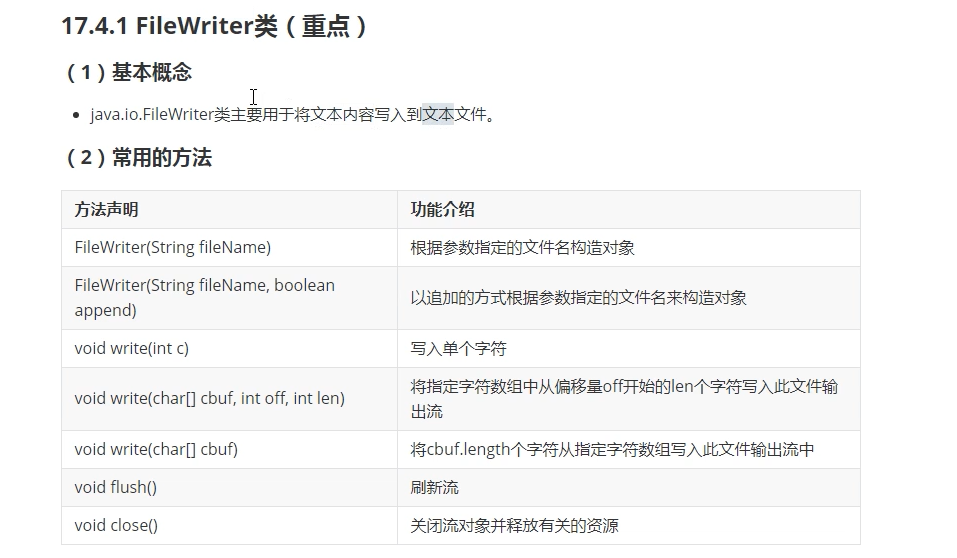 17.4.1 FileWriter类（重点）
（1）基本概念
java.io.FileWriter类主要用于将文本内容写入到文本文件。
（2）常用的方法
方法声明 功能介绍
FileWriter(String fileName) 根据参数指定的文件名构造对象
FileWriter(String fileName, boolean
append)
以追加的方式根据参数指定的文件名来构造对象
void write(int c) 写入单个字符
void write(char[] cbuf, int off, int len)
将指定字符数组中从偏移量off开始的len个字符写入此文件输
出流
void write(char[] cbuf) 将cbuf.length个字符从指定字符数组写入此文件输出流中
void flush() 刷新流
void close() 关闭流对象并释放有关的资源